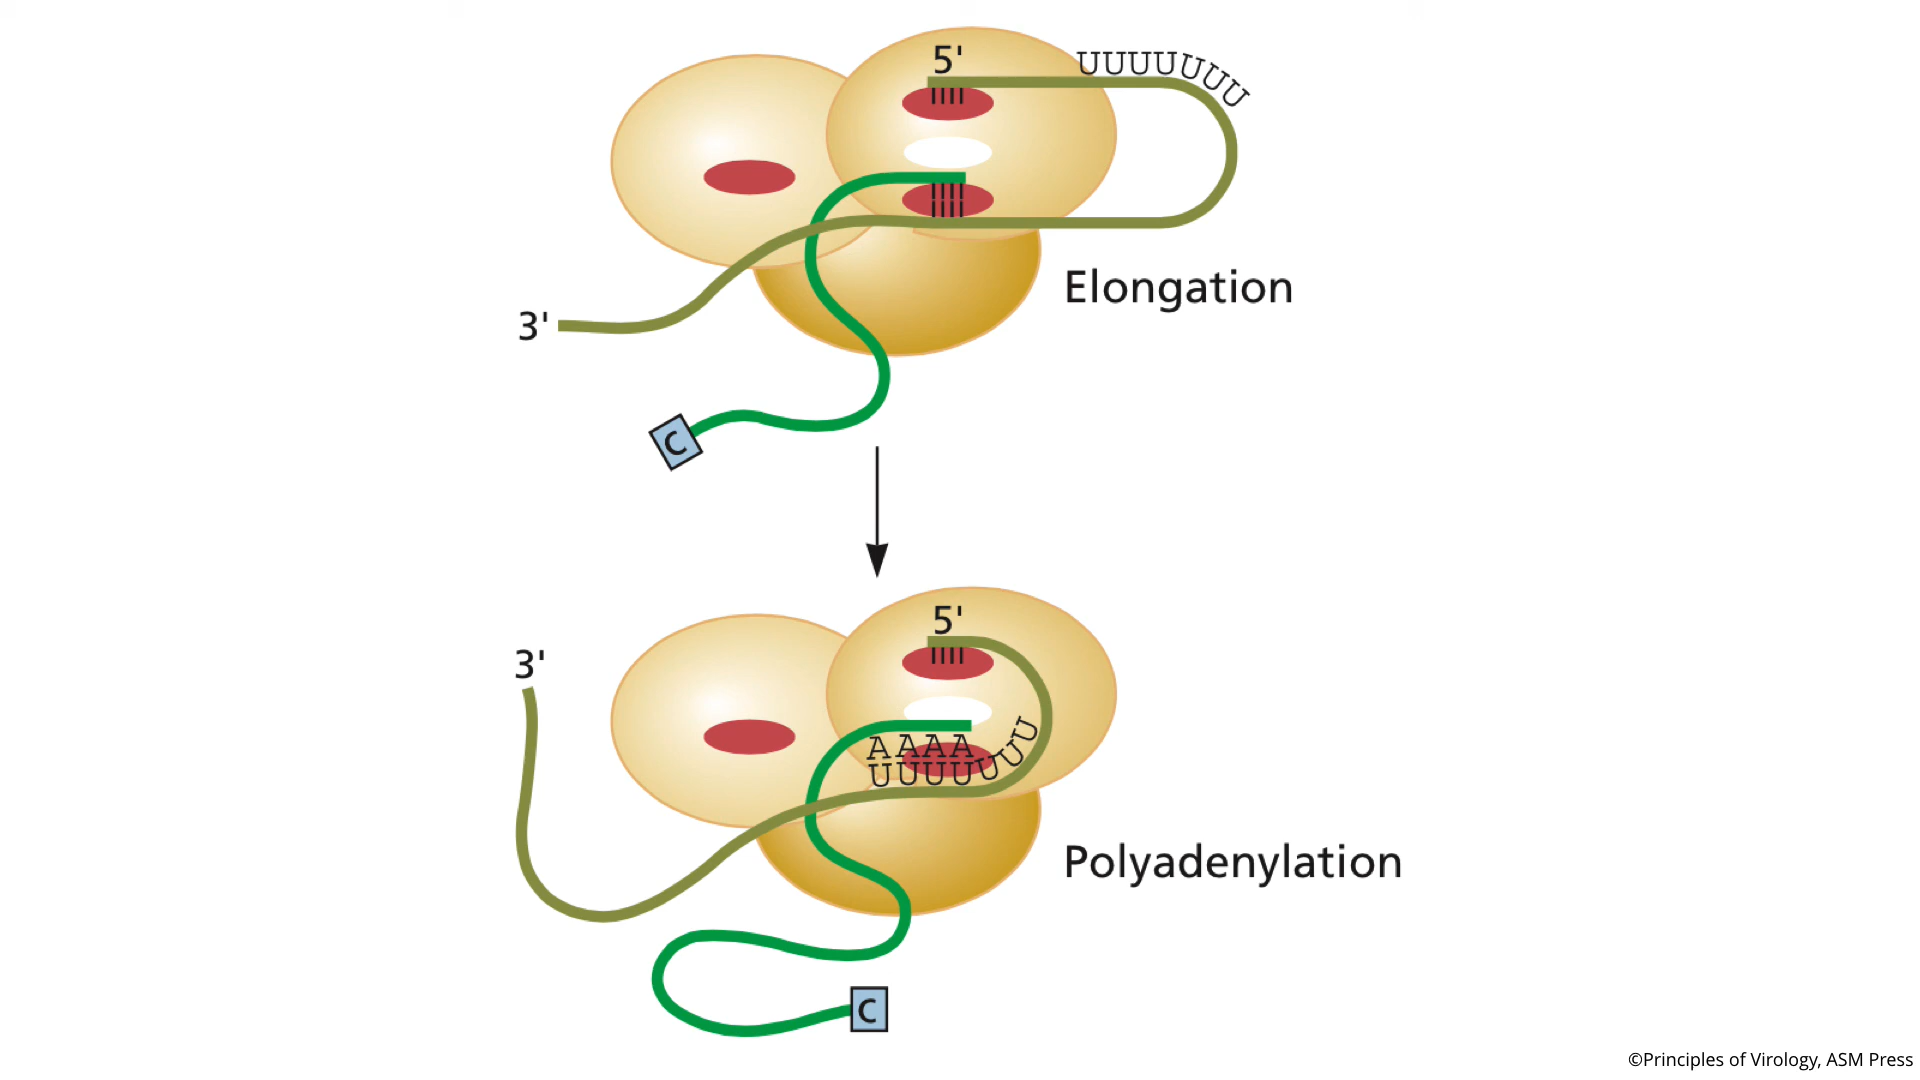 5'
UUUUUUU
Elongation
3'
C
5'
3'
AAAA
UUUUUUU
Polyadenylation
C
©Principles of Virology, ASM Press